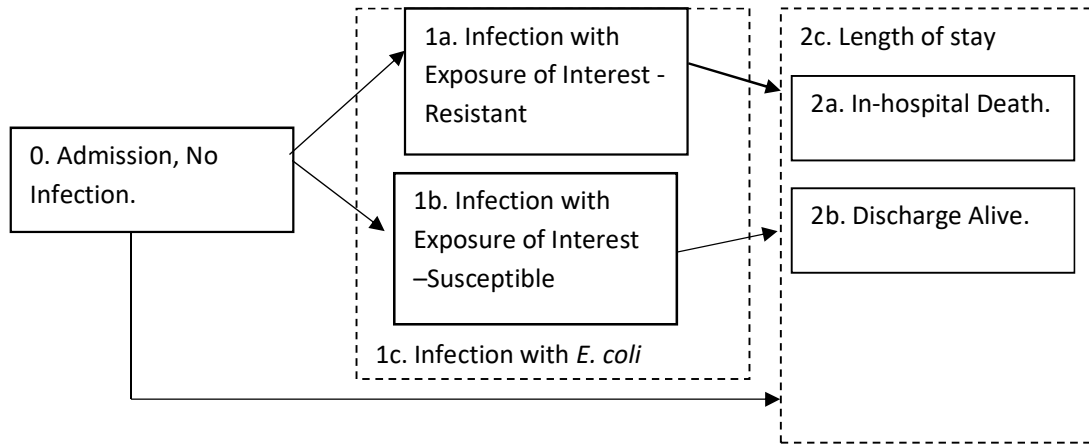 0. Admission, No
Infection.
1a. Infection with
Exposure of Interest -
Resistant
1b. Infection with
Exposure of Interest
–Susceptible
1c. Infection with E. coli
2c. Length of stay
2a. In-hospital Death.
2b. Discharge Alive.